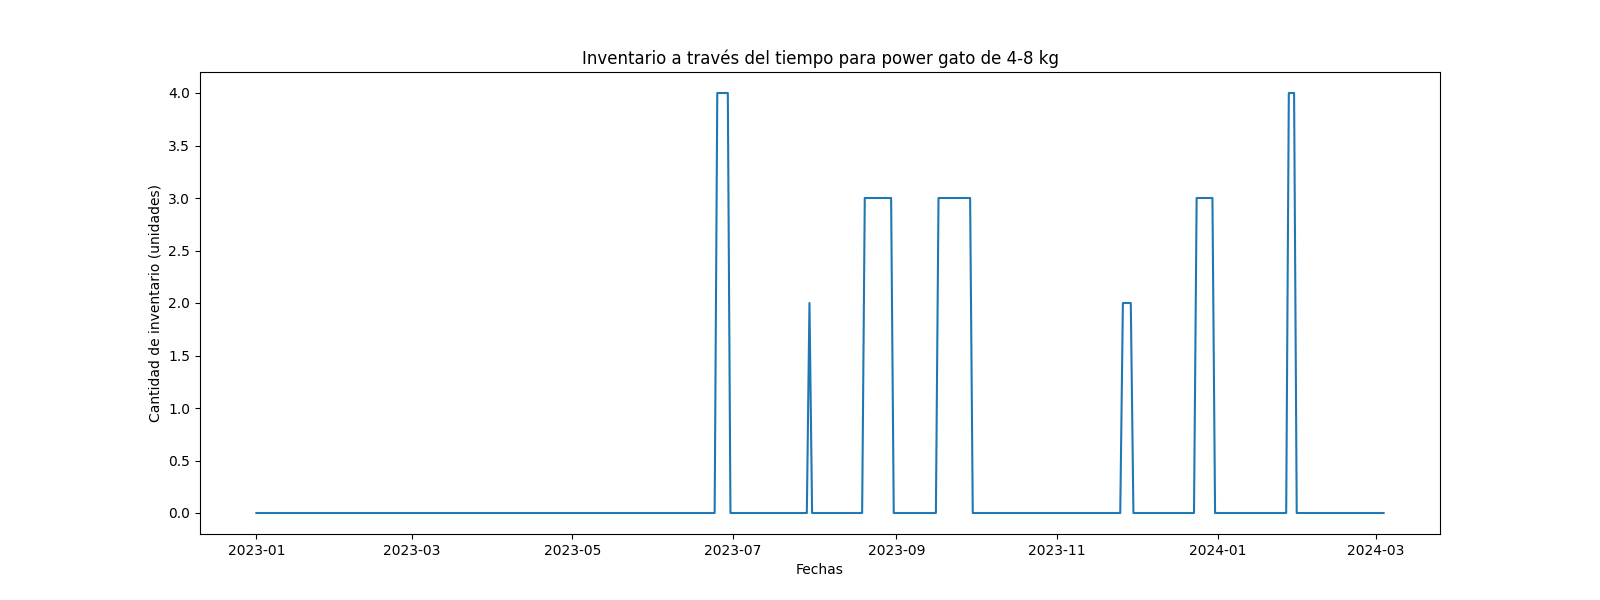 Inventario a través del tiempo para power gato de 4-8 kg
Cantidad de inventario (unidades)
4.0
3.5
3.0
2.5
2.0
1.5
1.0
0.5
0.0
2023-01 2023-03 2023-05 2023-07 2023-09 2023-11 2024-01 2024-03
Fechas